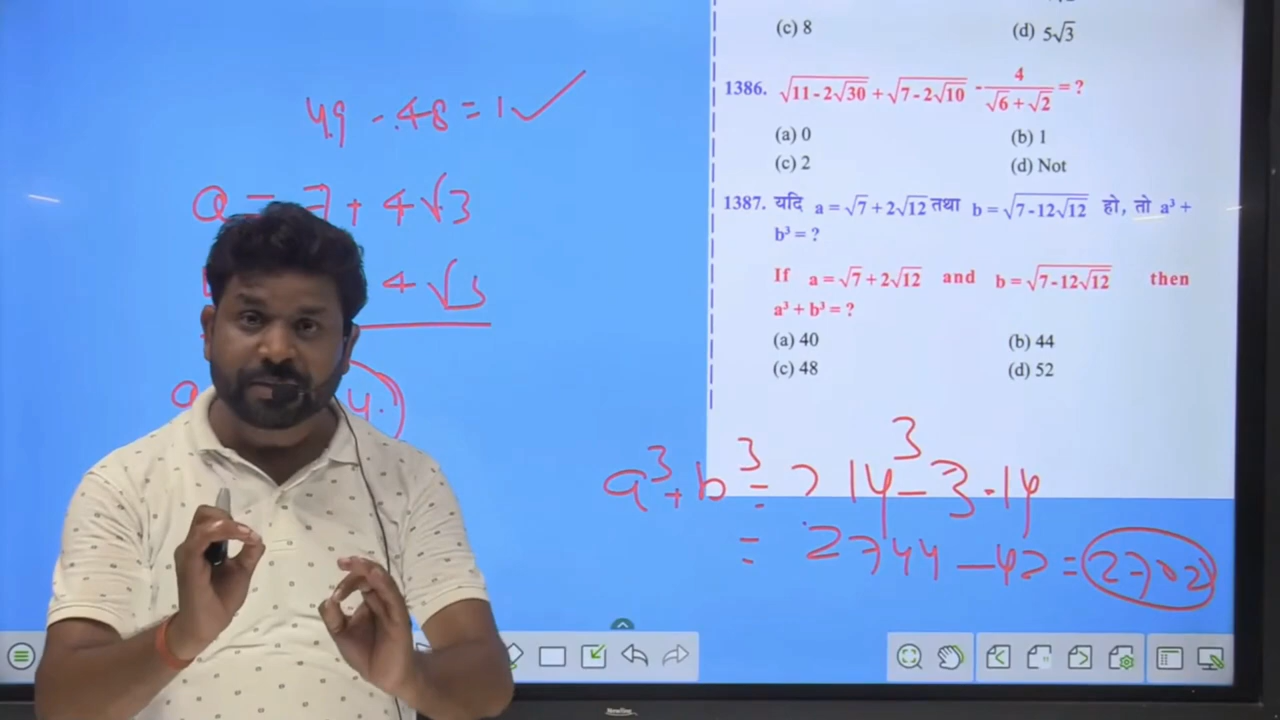 (c) 8 (d) 5√3
1386. √(11 - 2√30) + √(7 - 2√10) - 4/(√6 + √2) = ?
(a) 0 (b) 1
(c) 2 (d) Not
1387. यदि a = √7 + 2√12 तथा b = √(7 - 12√12) हो, तो a³ +
b³ = ?
If a = √7 + 2√12 and b = √(7 - 12√12) then
a³ + b³ = ?
(a) 40 (b) 44
(c) 48 (d) 52
49 - 48 = 1 ✓
a = 7 + 4√3
4√3
a
4
a³ + b³ = 14³ - 3·14
= 2744 - 42 = 2702